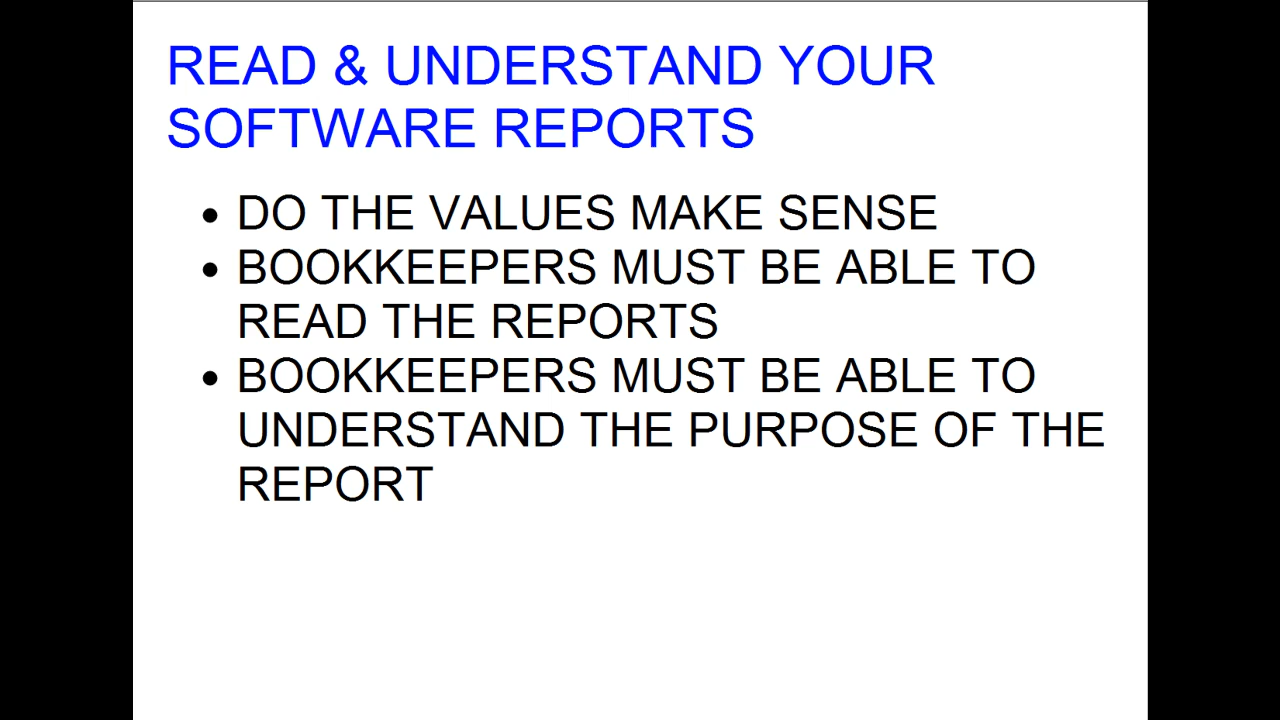 READ & UNDERSTAND YOUR
SOFTWARE REPORTS
• DO THE VALUES MAKE SENSE
• BOOKKEEPERS MUST BE ABLE TO
READ THE REPORTS
• BOOKKEEPERS MUST BE ABLE TO
UNDERSTAND THE PURPOSE OF THE
REPORT